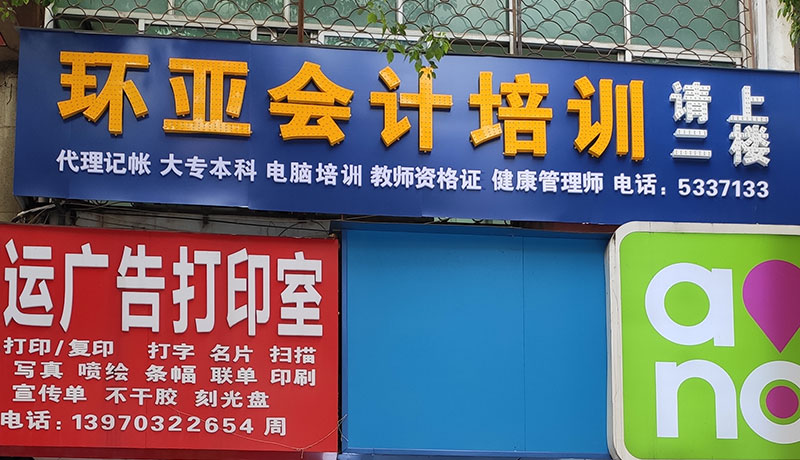 环亚会计培训 请上二楼
代理记帐 大专本科 电脑培训 教师资格证 健康管理师 电话：5337133
运广告打印室
打印/复印 打字 名片 扫描
写真 喷绘 条幅 联单 印刷
宣传单 不干胶 刻光盘
电话：13970322654 周
a
no